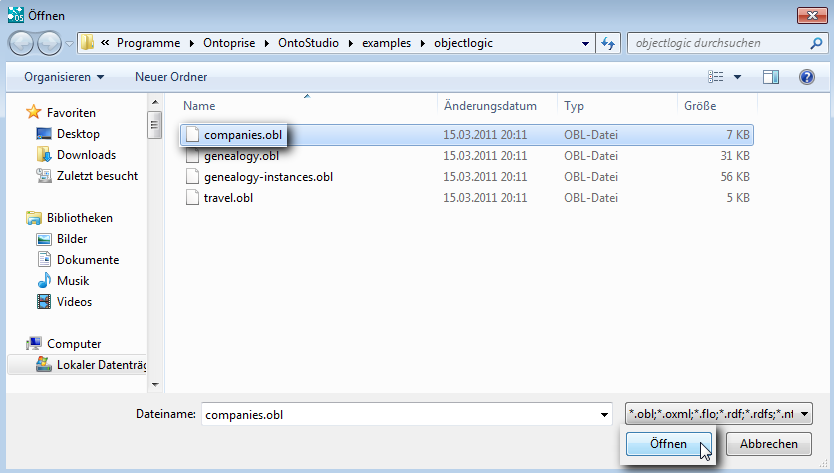 Öffnen
« Programme Ontoprise OntoStudio examples objectlogic
objectlogic durchsuchen
Organisieren Neuer Ordner
Name Änderungsdatum Typ Größe
Favoriten
Desktop
Downloads
Zuletzt besucht
Bibliotheken
Bilder
Dokumente
Musik
Videos
Computer
Lokaler Datenträg
companies.obl 15.03.2011 20:11 OBL-Datei 7 KB
genealogy.obl 15.03.2011 20:11 OBL-Datei 31 KB
genealogy-instances.obl 15.03.2011 20:11 OBL-Datei 56 KB
travel.obl 15.03.2011 20:11 OBL-Datei 5 KB
Dateiname: companies.obl
*.obl;*.oxml;*.flo;*.rdf;*.rdfs;*.nt
Öffnen Abbrechen